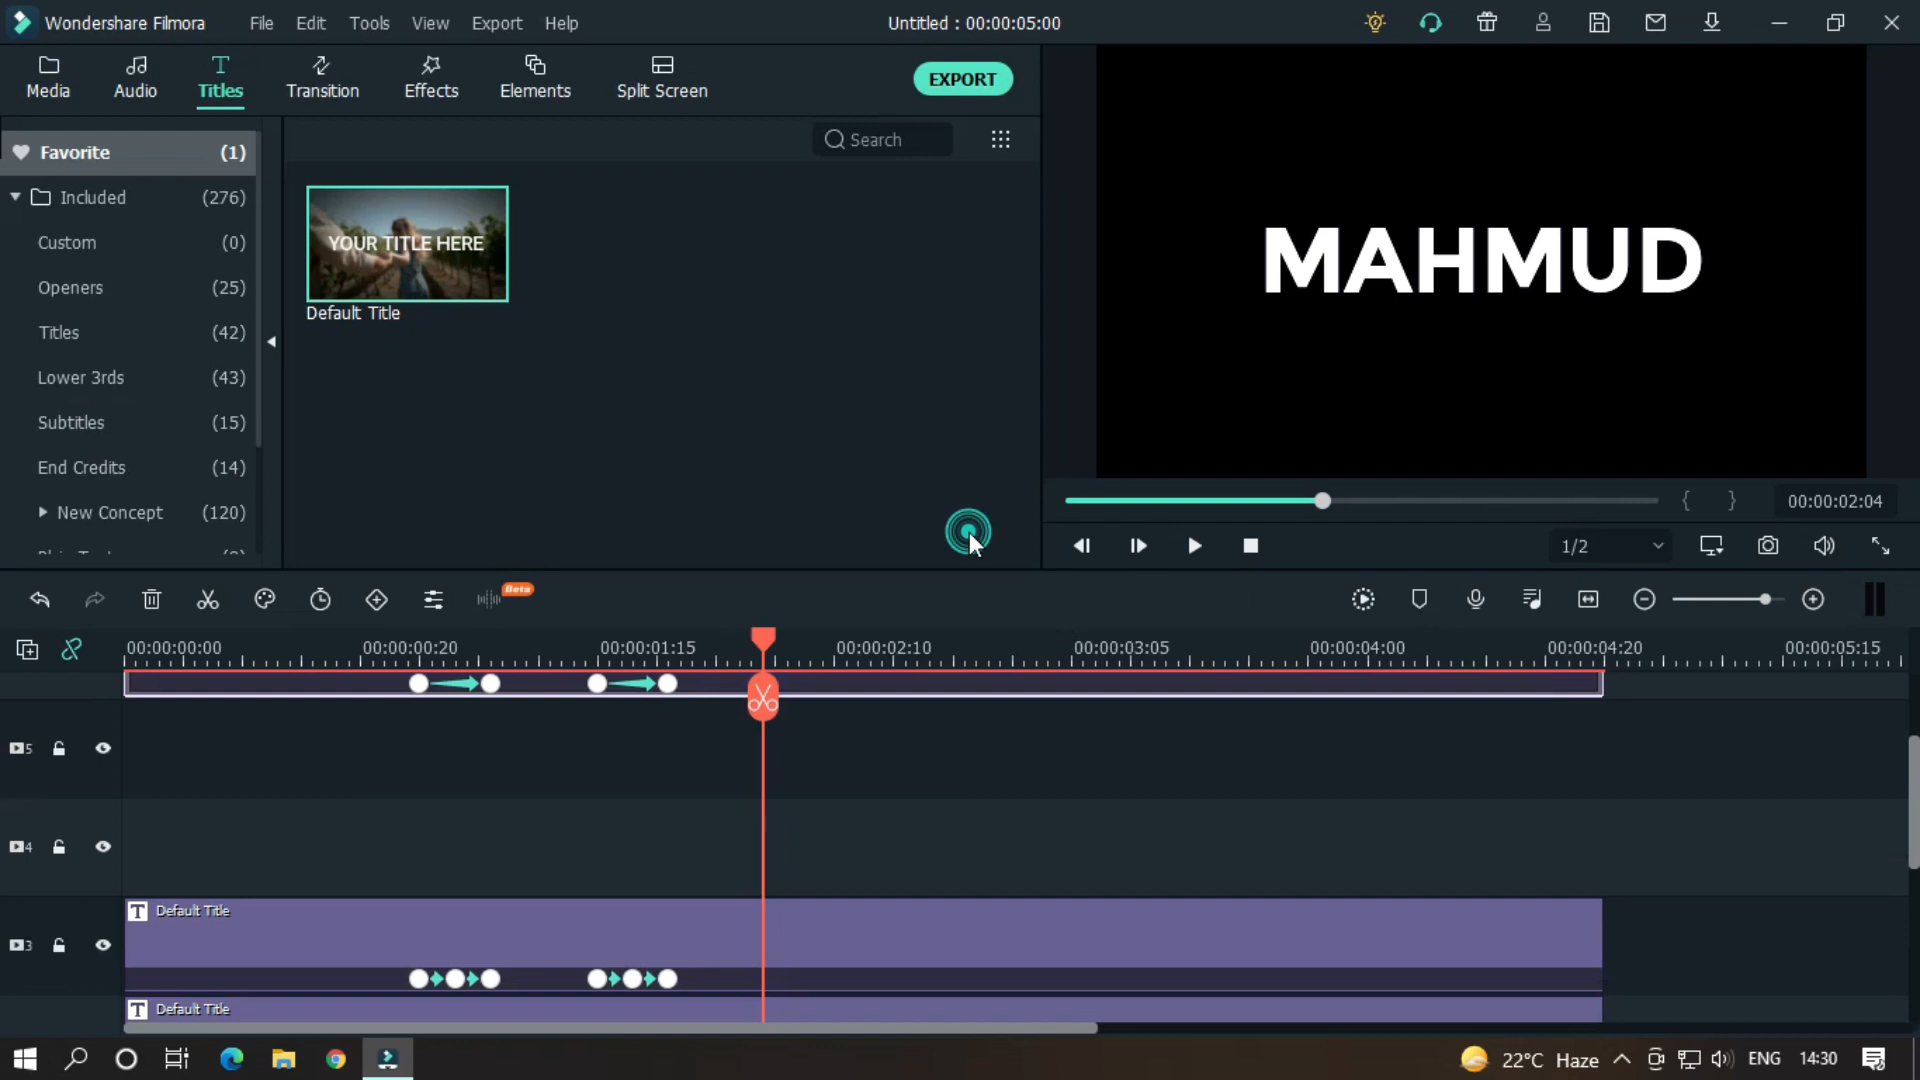 Wondershare Filmora File Edit Tools View Export Help Untitled : 00:00:05:00
Media Audio Titles Transition Effects Elements Split Screen EXPORT
Search
Favorite (1)
Included (276)
Custom (0)
Openers (25)
Titles (42)
Lower 3rds (43)
Subtitles (15)
End Credits (14)
New Concept (120)
YOUR TITLE HERE
Default Title
MAHMUD
00:00:02:04
1/2
Beta
00:00:00:00 00:00:00:20 00:00:01:15 00:00:02:10 00:00:03:05 00:00:04:00 00:00:04:20 00:00:05:15
5
4
T Default Title
3
T Default Title
22°C Haze ENG 14:30